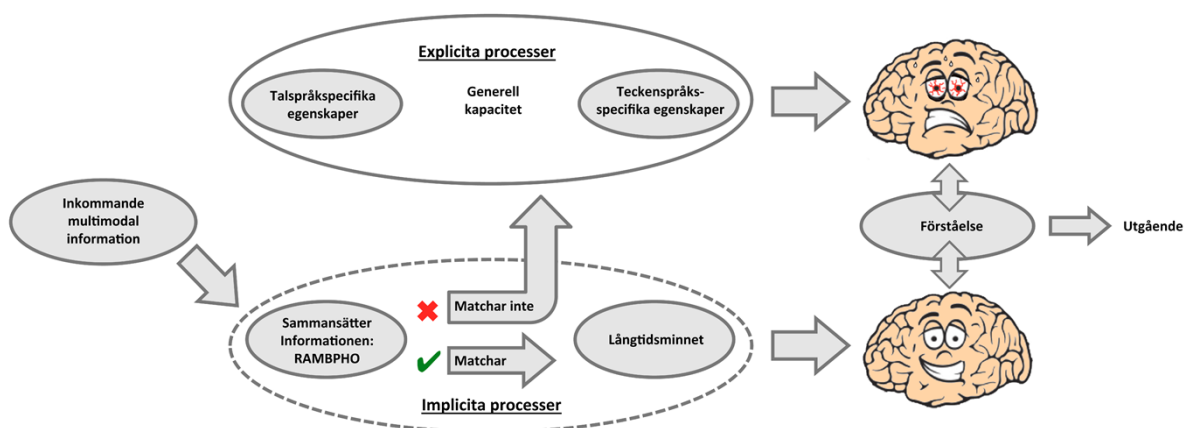 Explicita processer
Talspråkspecifika
egenskaper
Generell
kapacitet
Teckenspråks-
specifika egenskaper
Inkommande
multimodal
information
Förståelse
Utgående
Sammansätter
Informationen:
RAMBPHO
Matchar inte
Matchar
Långtidsminnet
Implicita processer